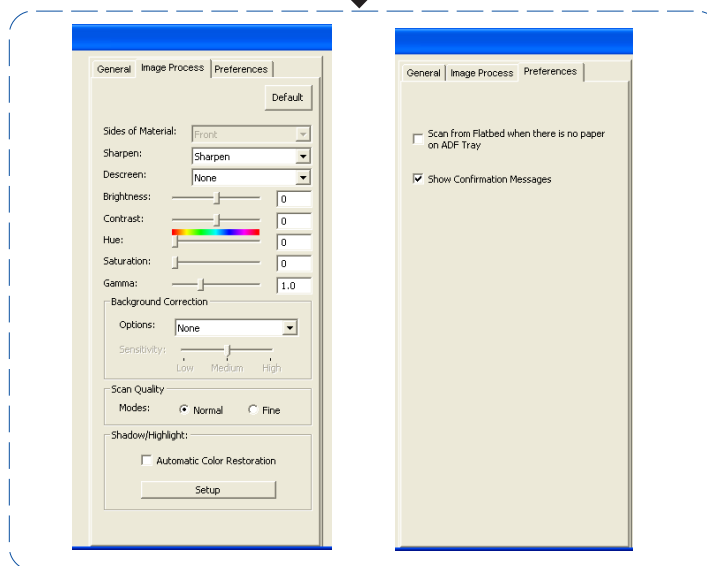 General Image Process Preferences
Default
Sides of Material: Front
Sharpen: Sharpen
Descreen: None
Brightness: 0
Contrast: 0
Hue: 0
Saturation: 0
Gamma: 1.0
Background Correction
Options: None
Sensitivity:
Low Medium High
Scan Quality
Modes: Normal Fine
Shadow/Highlight:
Automatic Color Restoration
Setup
General Image Process Preferences
Scan from Flatbed when there is no paper
on ADF Tray
Show Confirmation Messages